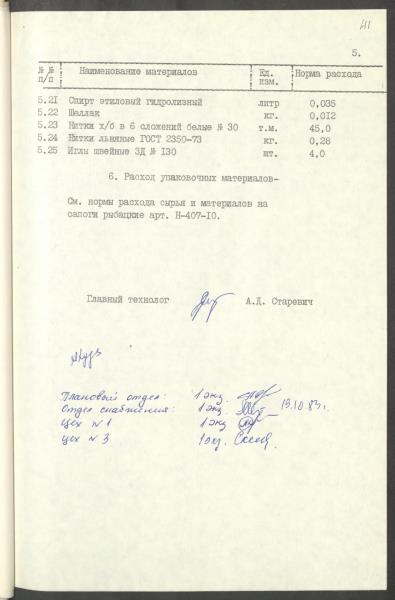 41
5.
№ № п/п Наименование материалов Ед. изм. Норма расхода
5.21 Спирт этиловый гидролизный литр 0,035
5.22 Шеллак кг. 0,012
5.23 Нитки х/б в 6 сложений белые № 30 т.м. 45,0
5.24 Нитки льняные ГОСТ 2350-73 кг. 0,28
5.25 Иглы швейные 3Д № 130 шт. 4,0
6. Расход упаковочных материалов-
См. нормы расхода сырья и материалов на
сапоги рыбацкие арт. Н-407-10.
Главный технолог А.Д. Старевич
Плановый отдел: 1 экз.
Отдел снабжения: 1 экз. 19.10.83г.
Цех № 1 1 экз
Цех № 3 1 экз.